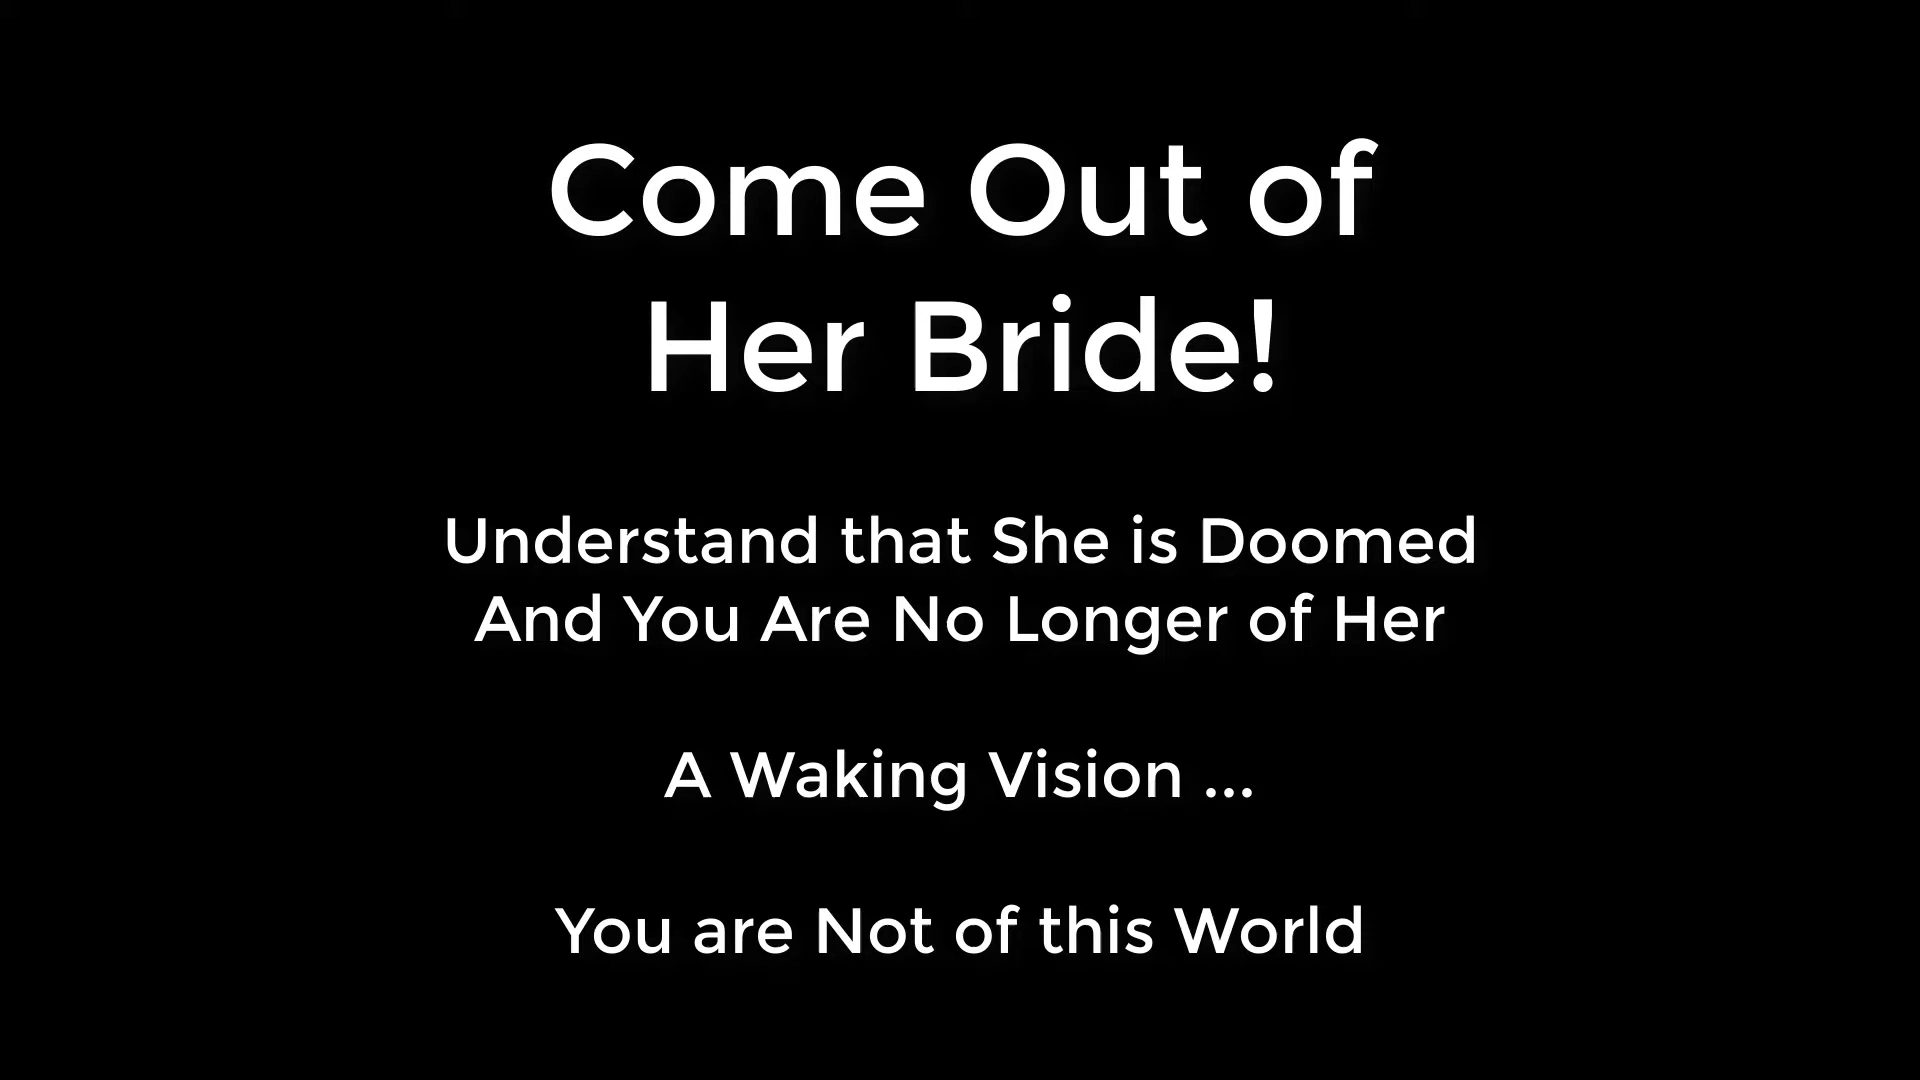 Come Out of
Her Bride!
Understand that She is Doomed
And You Are No Longer of Her
A Waking Vision ...
You are Not of this World